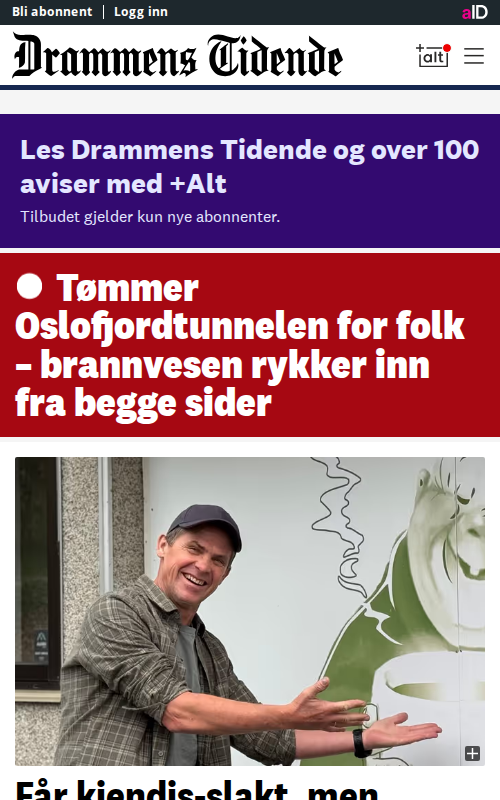 Bli abonnent | Logg inn
aID
Drammens Tidende
+alt
Les Drammens Tidende og over 100
aviser med +Alt
Tilbudet gjelder kun nye abonnenter.
Tømmer
Oslofjordtunnelen for folk
– brannvesen rykker inn
fra begge sider
Får kjendis-slakt, men